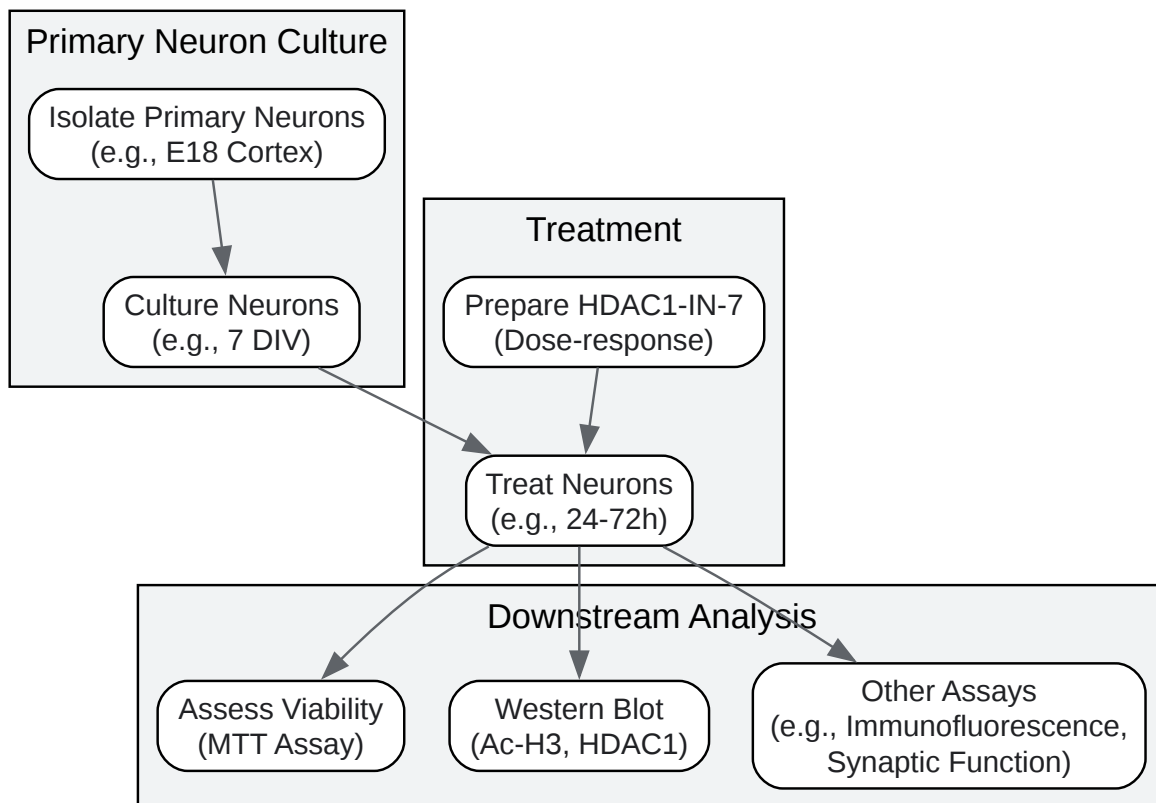 Primary Neuron Culture
Isolate Primary Neurons
(e.g., E18 Cortex)
Culture Neurons
(e.g., 7 DIV)
Treatment
Prepare HDAC1-IN-7
(Dose-response)
Treat Neurons
(e.g., 24-72h)
Downstream Analysis
Assess Viability
(MTT Assay)
Western Blot
(Ac-H3, HDAC1)
Other Assays
(e.g., Immunofluorescence,
Synaptic Function)